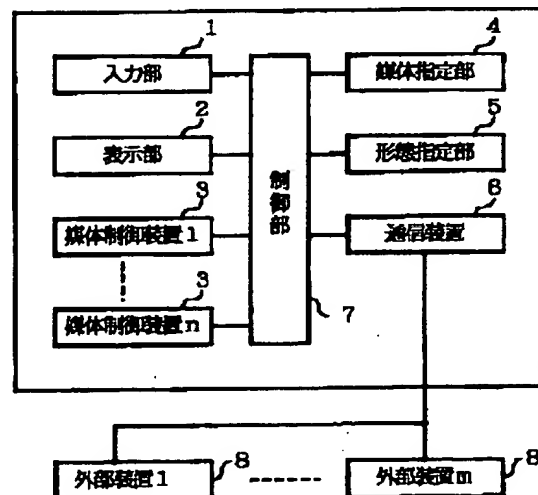 1
入力部
2
表示部
3
媒体制御装置1
3
媒体制御装置n
制御部
7
4
媒体指定部
5
形態指定部
6
通信装置
外部装置1
8
外部装置m
8